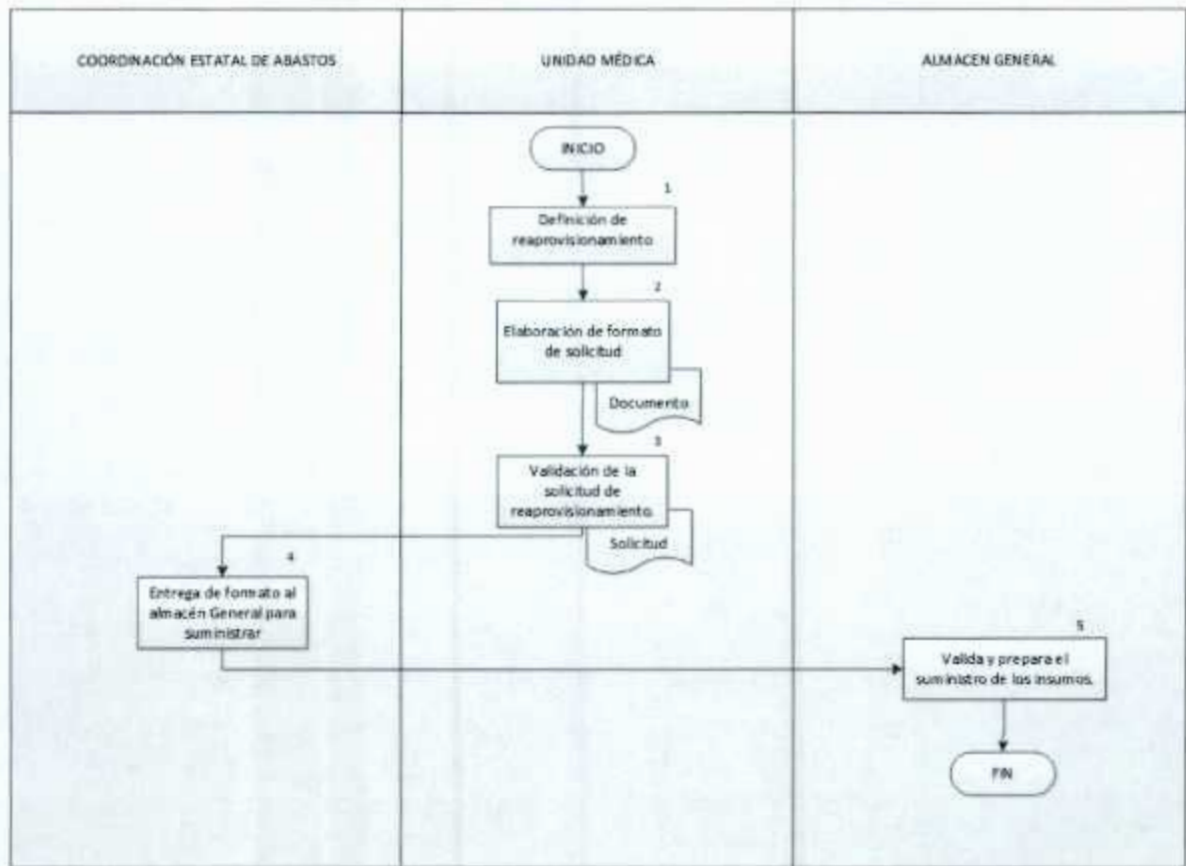 COORDINACIÓN ESTATAL DE ABASTOS
UNIDAD MÉDICA
ALMACEN GENERAL
INICIO
1
Definición de
reaprovisionamiento
2
Elaboración de formato
de solicitud
Documento
3
Validación de la
solicitud de
reaprovisionamiento.
Solicitud
4
Entrega de formato al
almacén General para
suministrar
5
Valida y prepara el
suministro de los insumos.
FIN